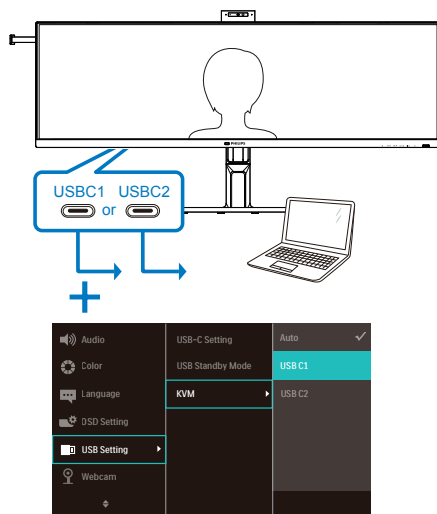 PHILIPS
USBC1 USBC2
or
Audio USB-C Setting Auto
Color USB Standby Mode USB C1
Language KVM USB C2
OSD Setting
USB Setting
Webcam